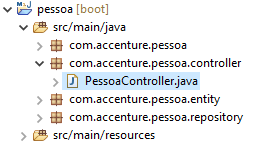 pessoa [boot]
src/main/java
com.accenture.pessoa
com.accenture.pessoa.controller
PessoaController.java
com.accenture.pessoa.entity
com.accenture.pessoa.repository
src/main/resources